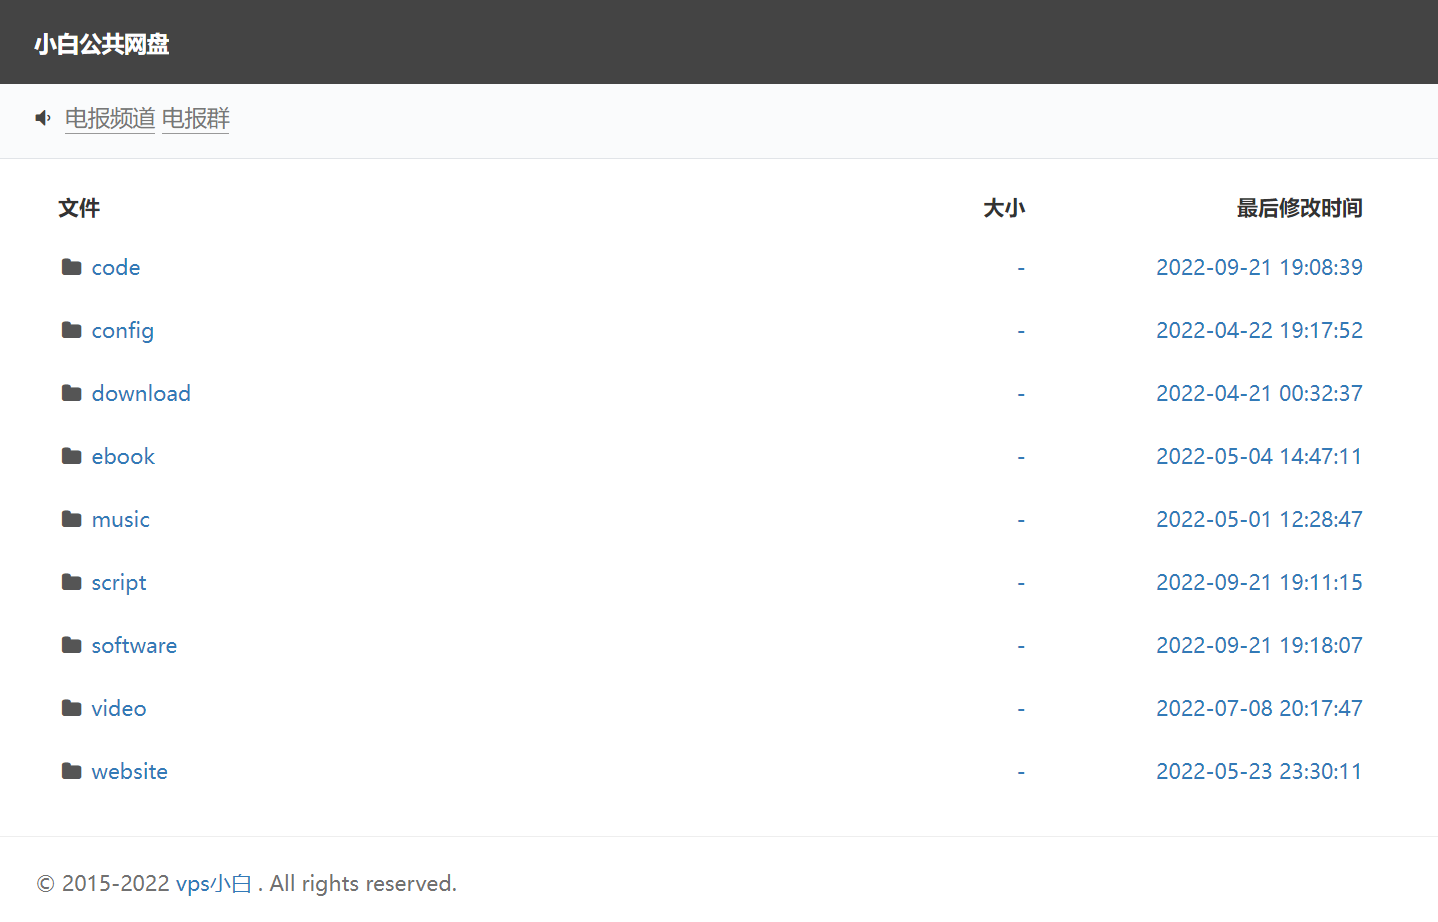 小白公共网盘
电报频道 电报群
文件 大小 最后修改时间
code - 2022-09-21 19:08:39
config - 2022-04-22 19:17:52
download - 2022-04-21 00:32:37
ebook - 2022-05-04 14:47:11
music - 2022-05-01 12:28:47
script - 2022-09-21 19:11:15
software - 2022-09-21 19:18:07
video - 2022-07-08 20:17:47
website - 2022-05-23 23:30:11
© 2015-2022 vps小白 . All rights reserved.